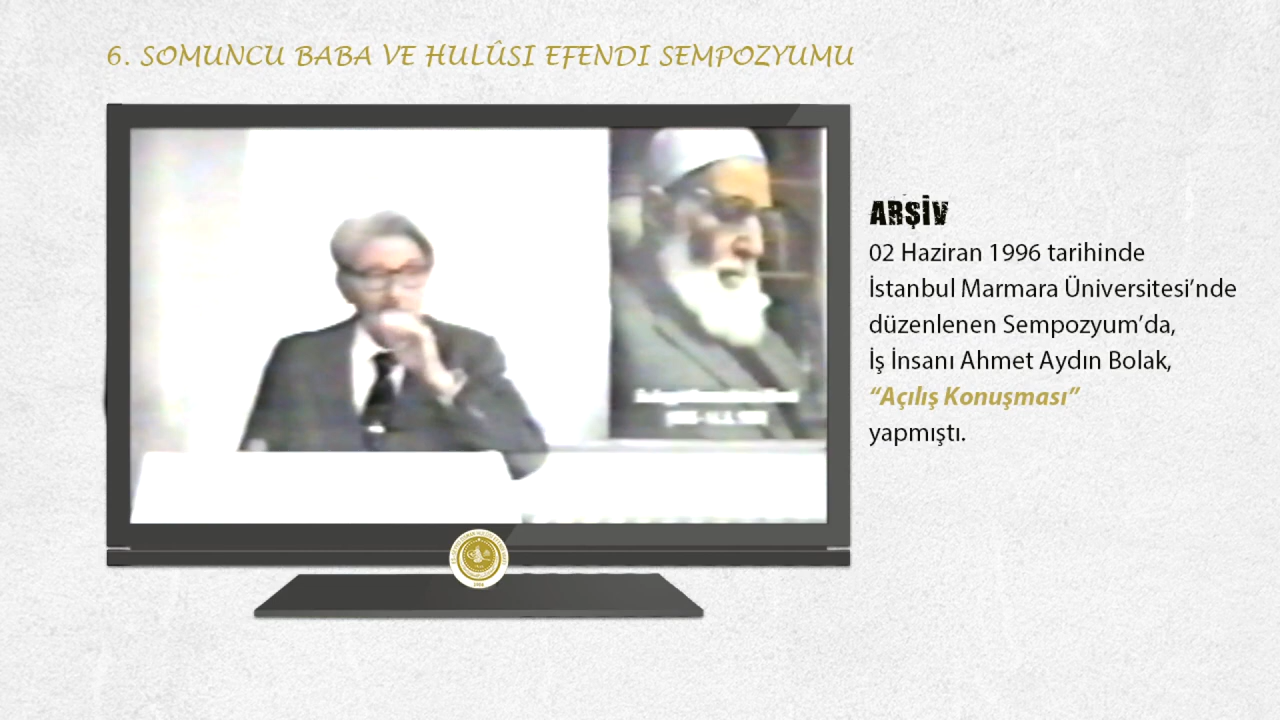 6. SOMUNCU BABA VE HULÛSI EFENDI SEMPOZYUMU
ARŞİV
02 Haziran 1996 tarihinde
İstanbul Marmara Üniversitesi’nde
düzenlenen Sempozyum’da,
İş İnsanı Ahmet Aydın Bolak,
“Açılış Konuşması”
yapmıştı.